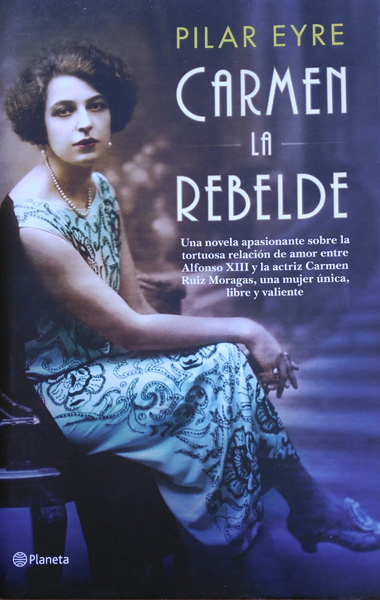 PILAR EYRE
CARMEN
LA
REBELDE
Una novela apasionante sobre la
tortuosa relación de amor entre
Alfonso XIII y la actriz Carmen
Ruiz Moragas, una mujer única,
libre y valiente
Planeta